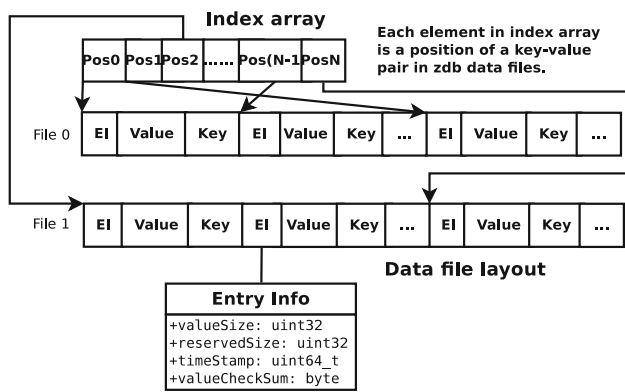 Index array
Each element in index array
is a position of a key-value
pair in zdb data files.
Pos0 Pos1 Pos2 ...... Pos(N-1 PosN
File 0 EI Value Key EI Value Key ... EI Value Key ...
File 1 EI Value Key EI Value Key ... EI Value Key ...
Data file layout
Entry Info
+valueSize: uint32
+reservedSize: uint32
+timeStamp: uint64_t
+valueCheckSum: byte